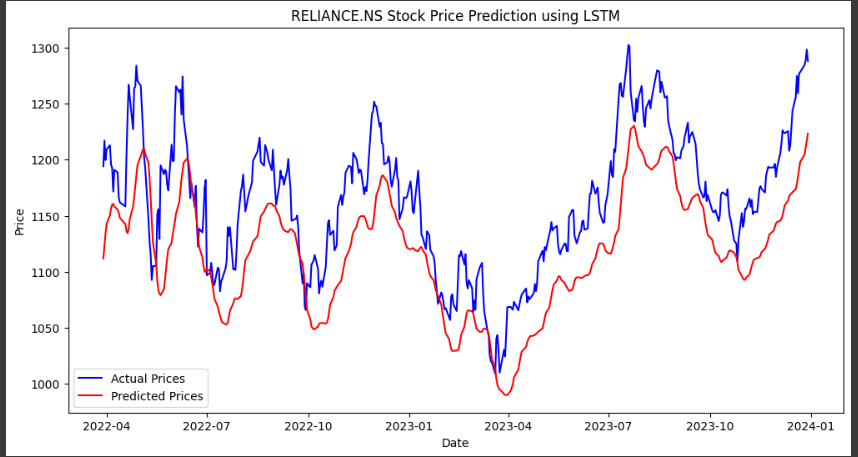 RELIANCE.NS Stock Price Prediction using LSTM
1300
1250
1200
1150
1100
1050
1000
Price
Actual Prices
Predicted Prices
2022-04 2022-07 2022-10 2023-01 2023-04 2023-07 2023-10 2024-01
Date